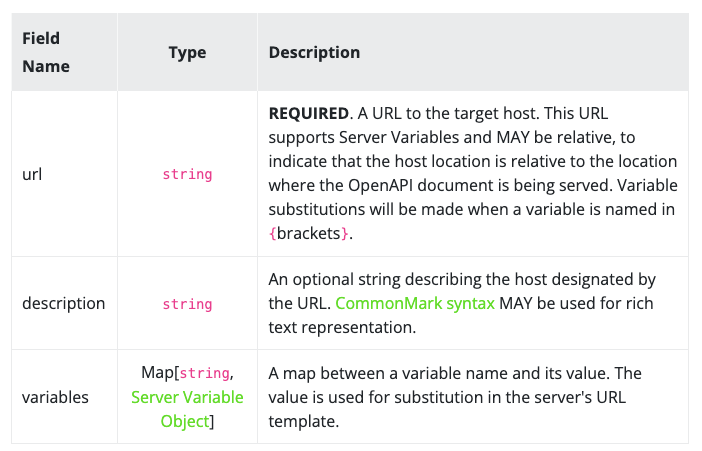 Field
Name
Type
Description
url
string
REQUIRED. A URL to the target host. This URL
supports Server Variables and MAY be relative, to
indicate that the host location is relative to the location
where the OpenAPI document is being served. Variable
substitutions will be made when a variable is named in
{brackets}.
description
string
An optional string describing the host designated by
the URL. CommonMark syntax MAY be used for rich
text representation.
variables
Map[string,
Server Variable
Object]
A map between a variable name and its value. The
value is used for substitution in the server's URL
template.